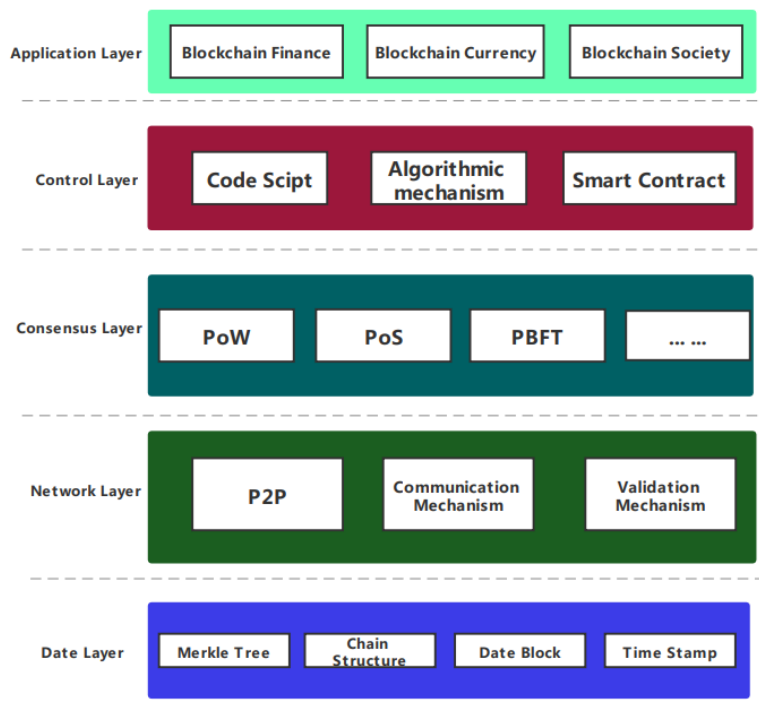 Application Layer
Blockchain Finance
Blockchain Currency
Blockchain Society
Control Layer
Code Scipt
Algorithmic
mechanism
Smart Contract
Consensus Layer
PoW
PoS
PBFT
... ...
Network Layer
P2P
Communication
Mechanism
Validation
Mechanism
Date Layer
Merkle Tree
Chain
Structure
Date Block
Time Stamp